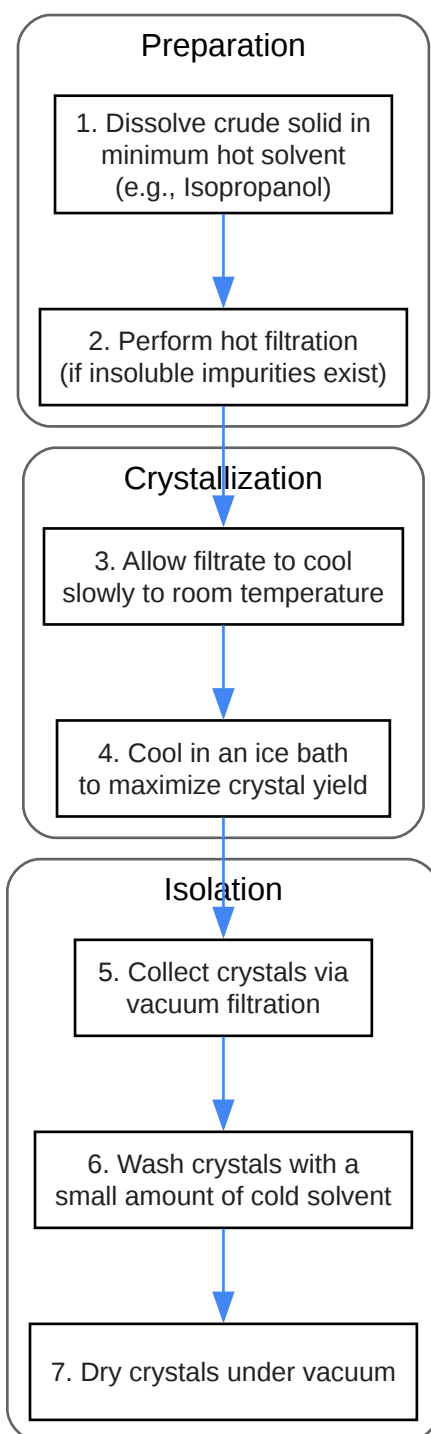 Preparation
1. Dissolve crude solid in
minimum hot solvent
(e.g., Isopropanol)
2. Perform hot filtration
(if insoluble impurities exist)
Crystallization
3. Allow filtrate to cool
slowly to room temperature
4. Cool in an ice bath
to maximize crystal yield
Isolation
5. Collect crystals via
vacuum filtration
6. Wash crystals with a
small amount of cold solvent
7. Dry crystals under vacuum